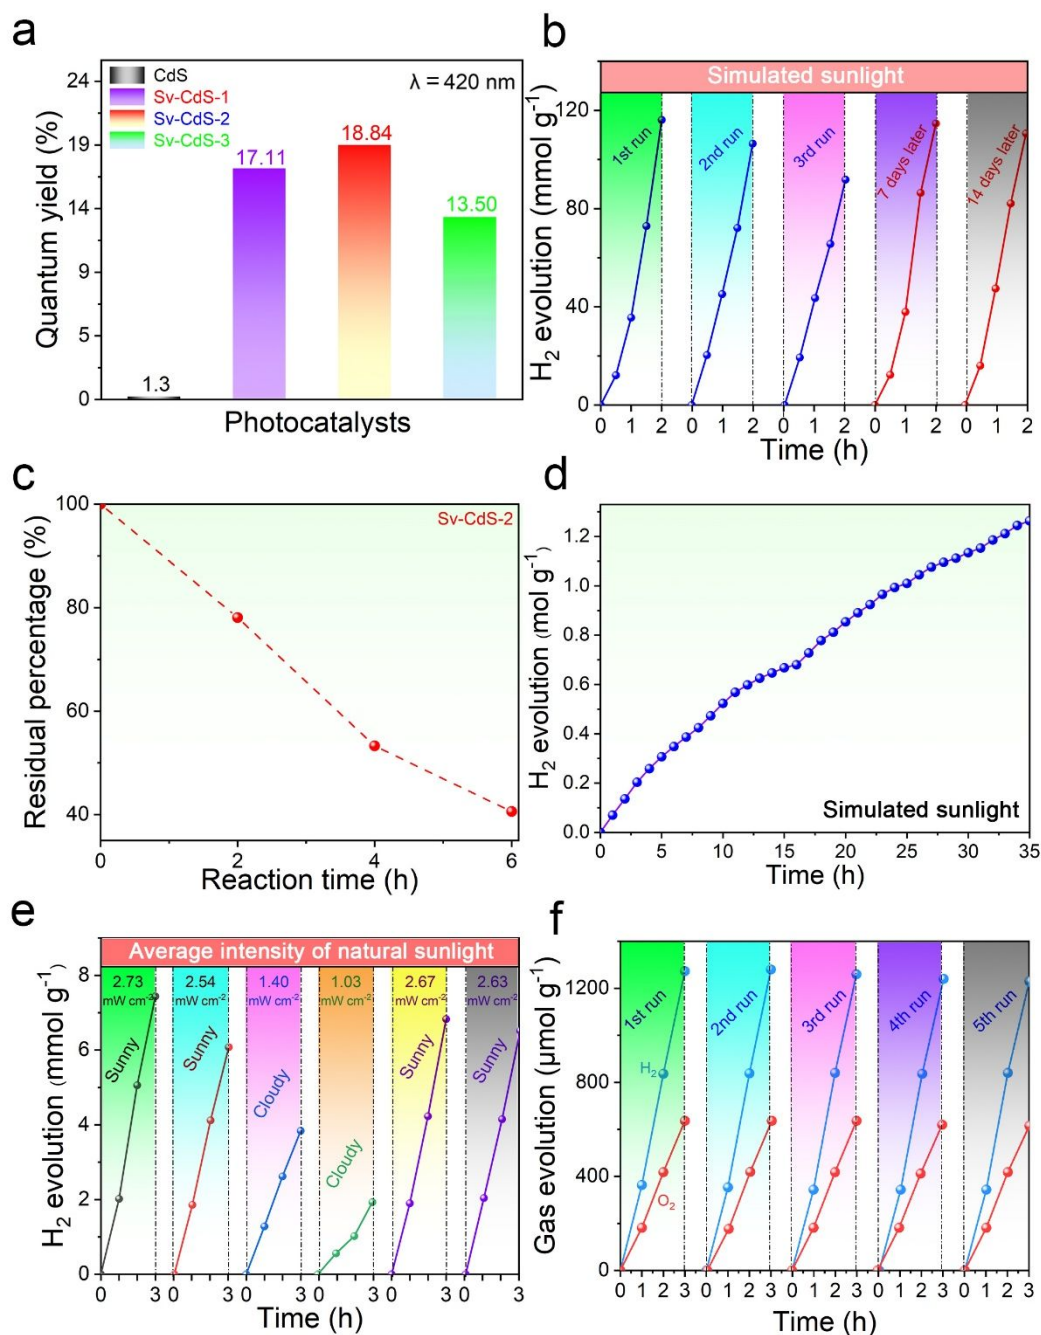 a
Quantum yield (%)
24
19
14
9
5
0
CdS
Sv-CdS-1
Sv-CdS-2
Sv-CdS-3
λ = 420 nm
1.3
17.11
18.84
13.50
Photocatalysts
b
Simulated sunlight
H2 evolution (mmol g-1)
120
80
40
0
1st run
2nd run
3rd run
7 days later
14 days later
0 1 2 0 1 2 0 1 2 0 1 2 0 1 2
Time (h)
c
Residual percentage (%)
100
80
60
40
Sv-CdS-2
0 2 4 6
Reaction time (h)
d
H2 evolution (mol g-1)
1.2
1.0
0.8
0.6
0.4
0.2
0.0
Simulated sunlight
0 5 10 15 20 25 30 35
Time (h)
e
Average intensity of natural sunlight
H2 evolution (mmol g-1)
8
6
4
2
0
2.73
mW cm-2
2.54
mW cm-2
1.40
mW cm-2
1.03
mW cm-2
2.67
mW cm-2
2.63
mW cm-2
Sunny
Sunny
Cloudy
Cloudy
Sunny
Sunny
0 3 0 3 0 3 0 3 0 3 0 3
Time (h)
f
Gas evolution (μmol g-1)
1200
800
400
0
1st run
2nd run
3rd run
4th run
5th run
H2
O2
0 1 2 3 0 1 2 3 0 1 2 3 0 1 2 3 0 1 2 3
Time (h)